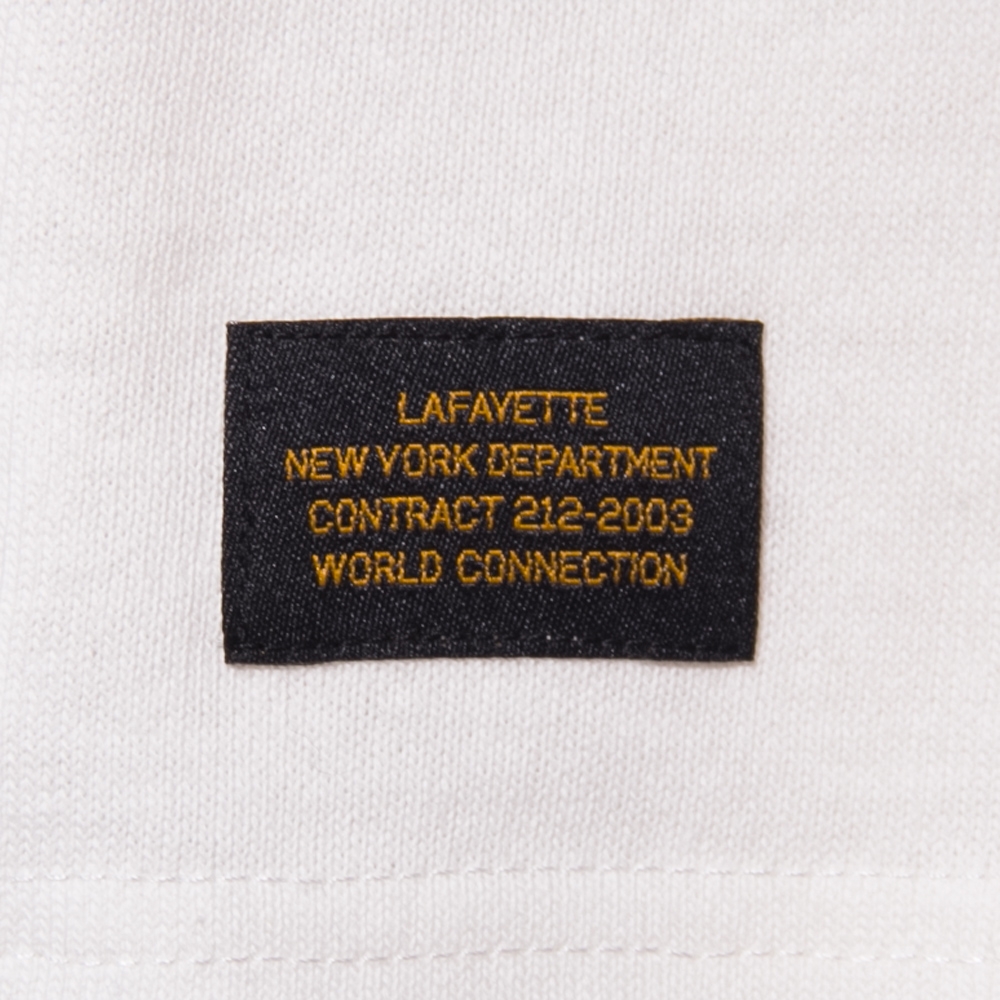 LAFAYETTE
NEW YORK DEPARTMENT
CONTRACT 212-2003
WORLD CONNECTION